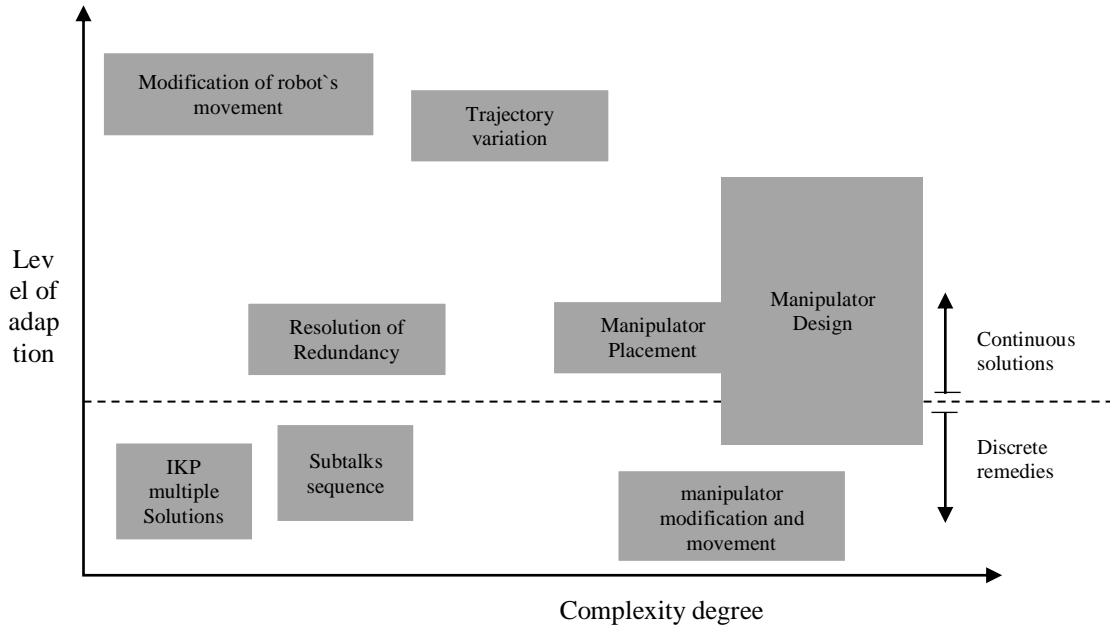 Modification of robot`s
movement
Trajectory
variation
Lev
el of
adap
tion
Resolution of
Redundancy
Manipulator
Placement
Manipulator
Design
Continuous
solutions
IKP
multiple
Solutions
Subtalks
sequence
manipulator
modification and
movement
Discrete
remedies
Complexity degree